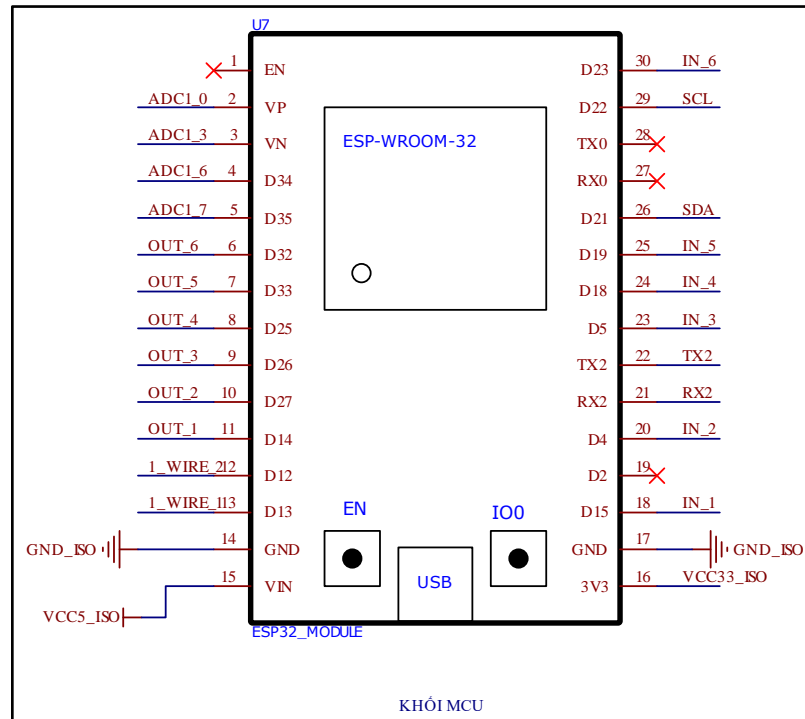 U7
1 EN D23 30 IN_6
ADC1_0 2 VP D22 29 SCL
ADC1_3 3 VN TX0 28
ADC1_6 4 D34 RX0 27
ADC1_7 5 D35 D21 26 SDA
OUT_6 6 D32 D19 25 IN_5
OUT_5 7 D33 D18 24 IN_4
OUT_4 8 D25 D5 23 IN_3
OUT_3 9 D26 TX2 22 TX2
OUT_2 10 D27 RX2 21 RX2
OUT_1 11 D14 D4 20 IN_2
1_WIRE_2 12 D12 D2 19
1_WIRE_1 13 D13 D15 18 IN_1
GND_ISO 14 GND GND 17 GND_ISO
15 VIN 3V3 16 VCC33_ISO
VCC5_ISO
ESP-WROOM-32
EN IO0
USB
ESP32_MODULE
KHỐI MCU